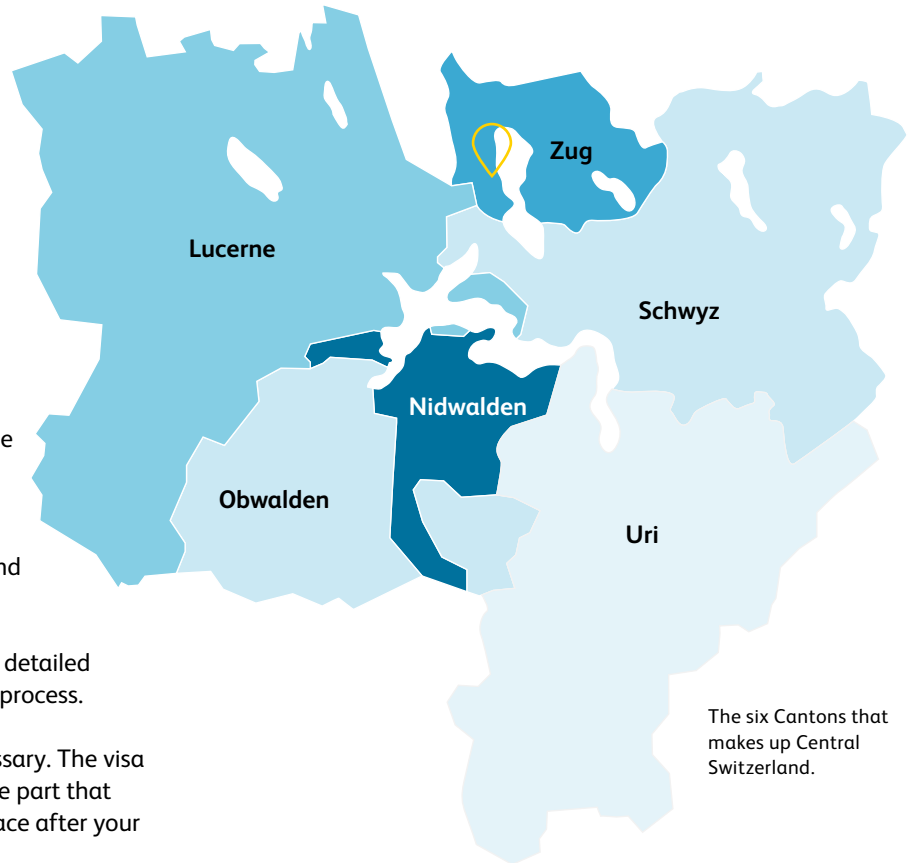 Zug
Lucerne
Schwyz
Nidwalden
Obwalden
Uri
e
nd
detailed
process.
ssary. The visa
e part that
ace after your
The six Cantons that
makes up Central
Switzerland.